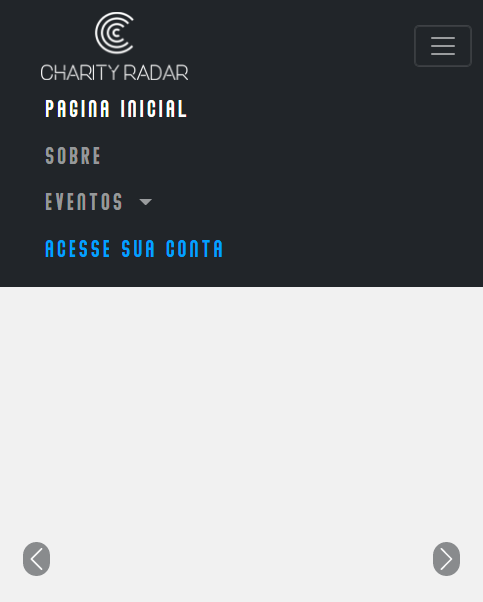 CHARITY RADAR
PAGINA INICIAL
SOBRE
EVENTOS
ACESSE SUA CONTA